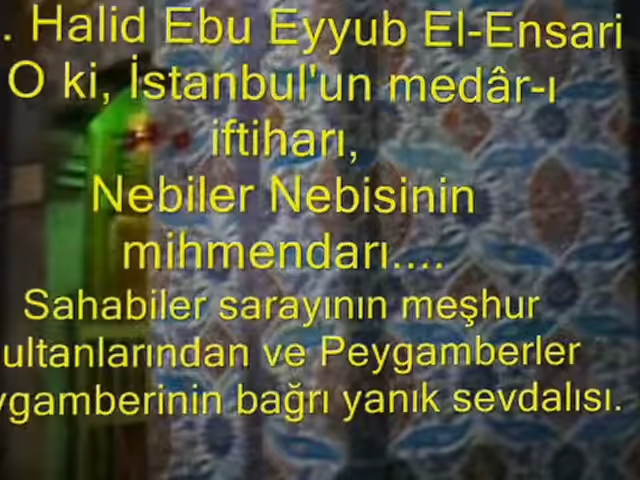 . Halid Ebu Eyyub El-Ensari
O ki, İstanbul'un medâr-ı
iftiharı,
Nebiler Nebisinin
mihmendarı....
Sahabiler sarayının meşhur
ultanlarından ve Peygamberler
ygamberinin bağrı yanık sevdalısı.